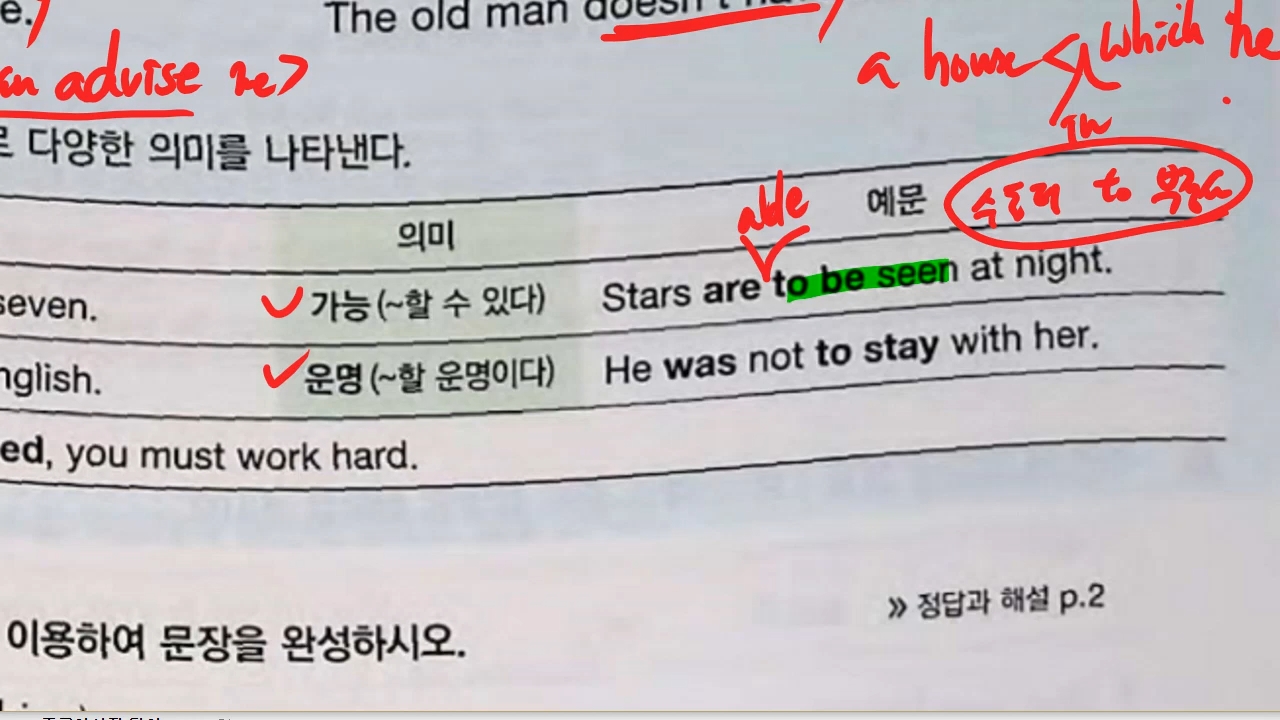 e.)
The old man doesn't
an advise me>
a house < which he
in
로 다양한 의미를 나타낸다.
의미
예문
수도커 to 부정사
able
seven.
가능 (~할 수 있다)
Stars are to be seen at night.
nglish.
운명 (~할 운명이다)
He was not to stay with her.
ed, you must work hard.
» 정답과 해설 p.2
이용하여 문장을 완성하시오.